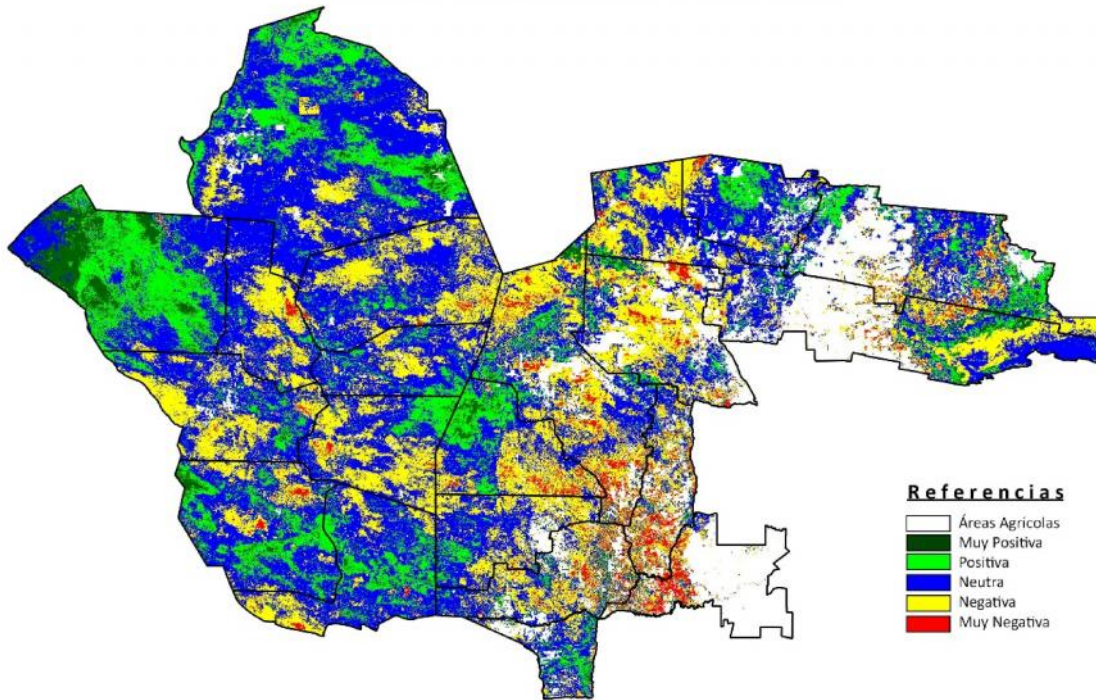 Referencias
Áreas Agrícolas
Muy Positiva
Positiva
Neutra
Negativa
Muy Negativa